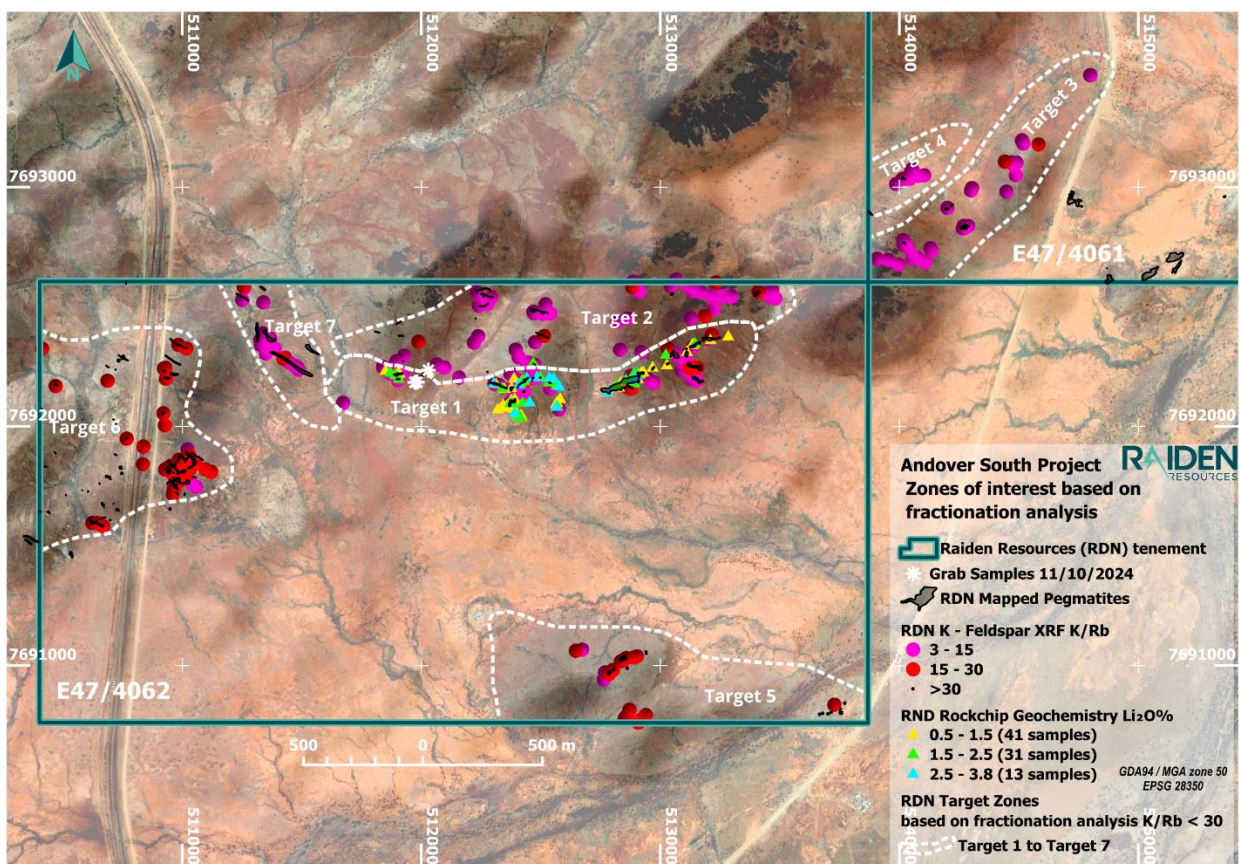 511000
512000
513000
514000
515000
N
Target 3
Target 4
7693000
7693000
E47/4061
Target 7
Target 2
Target 1
Target 6
7692000
7692000
Andover South Project
Zones of interest based on
fractionation analysis
RAIDEN
RESOURCES
Raiden Resources (RDN) tenement
Grab Samples 11/10/2024
RDN Mapped Pegmatites
RDN K - Feldspar XRF K/Rb
3 - 15
15 - 30
>30
RND Rockchip Geochemistry Li₂O%
0.5 - 1.5 (41 samples)
1.5 - 2.5 (31 samples)
2.5 - 3.8 (13 samples)
GDA94 / MGA zone 50
EPSG 28350
RDN Target Zones
based on fractionation analysis K/Rb < 30
Target 1 to Target 7
7691000
7691000
E47/4062
Target 5
500 0 500 m
511000
512000
513000
514000
515000